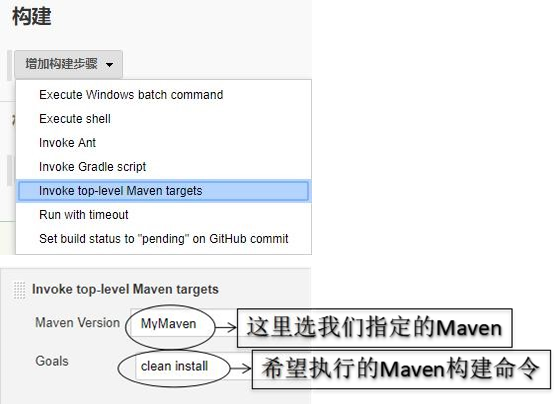 构建
增加构建步骤
Execute Windows batch command
Execute shell
Invoke Ant
Invoke Gradle script
Invoke top-level Maven targets
Run with timeout
Set build status to "pending" on GitHub commit
Invoke top-level Maven targets
Maven Version MyMaven 这里选我们指定的Maven
Goals clean install 希望执行的Maven构建命令